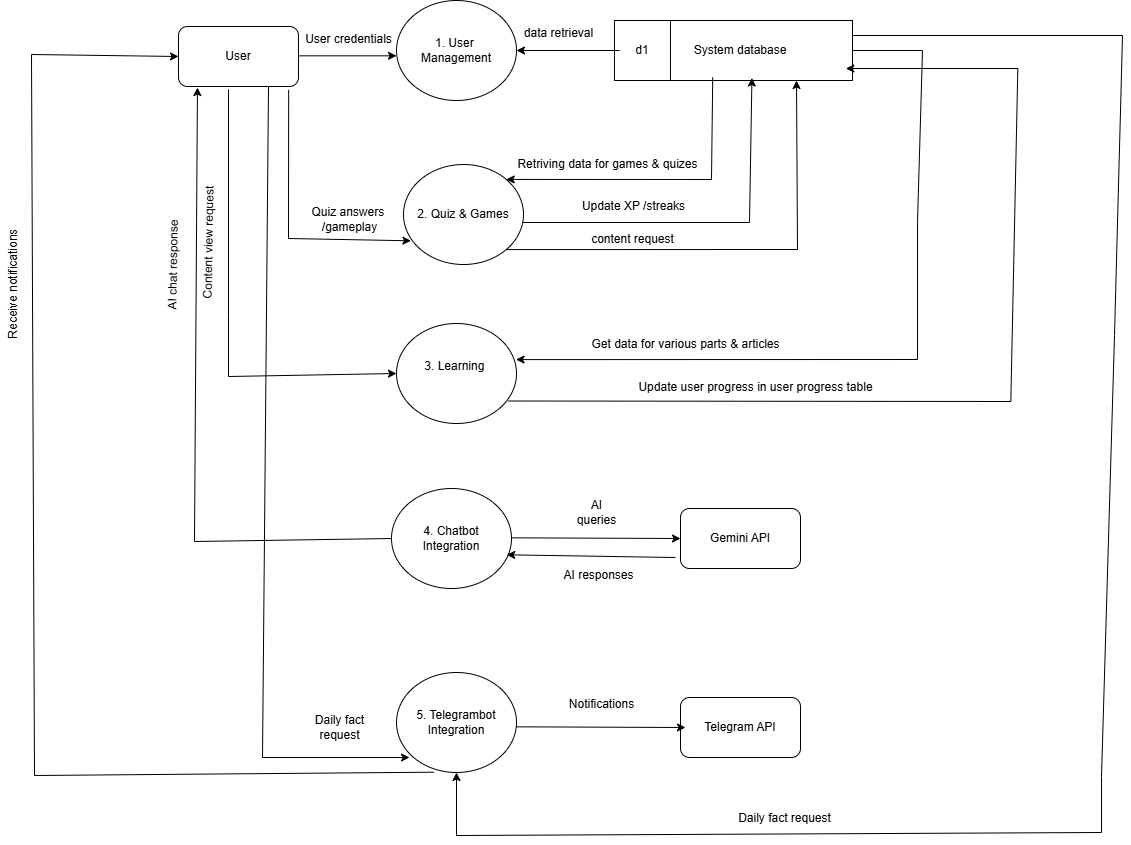 User
User credentials
1. User
Management
data retrieval
d1
System database
Retriving data for games & quizes
2. Quiz & Games
Update XP /streaks
content request
Quiz answers
/gameplay
Content view request
AI chat response
Receive notifications
3. Learning
Get data for various parts & articles
Update user progress in user progress table
4. Chatbot
Integration
AI
queries
Gemini API
AI responses
5. Telegrambot
Integration
Notifications
Telegram API
Daily fact
request
Daily fact request